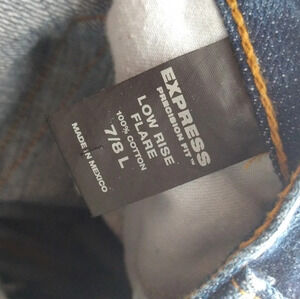 EXPRESS
PRECISION FIT™
LOW RISE
FLARE
100% COTTON
7/8 L
MADE IN MEXICO